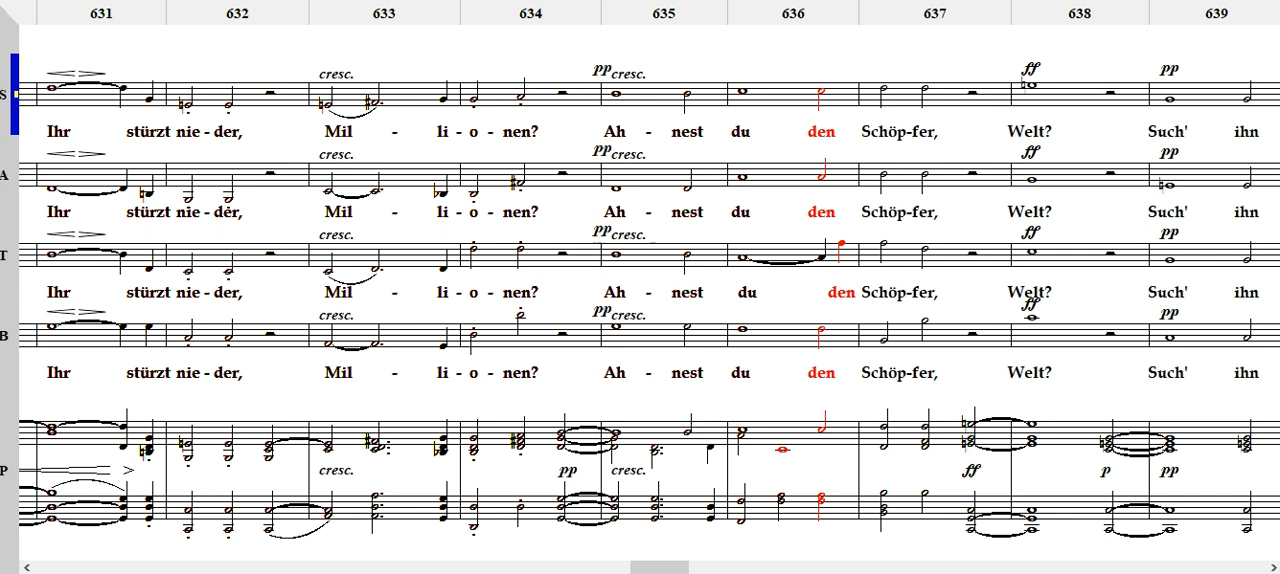 631 632 633 634 635 636 637 638 639
cresc. pp cresc. ff pp
S
Ihr stürzt nie - der, Mil - li - o - nen? Ah - nest du den Schöp-fer, Welt? Such' ihn
cresc. pp cresc. ff pp
A
Ihr stürzt nie - der, Mil - li - o - nen? Ah - nest du den Schöp-fer, Welt? Such' ihn
cresc. pp cresc. ff pp
T
Ihr stürzt nie - der, Mil - li - o - nen? Ah - nest du den Schöp-fer, Welt? Such' ihn
cresc. pp cresc. ff pp
B
Ihr stürzt nie - der, Mil - li - o - nen? Ah - nest du den Schöp-fer, Welt? Such' ihn
P cresc. pp cresc. ff p pp